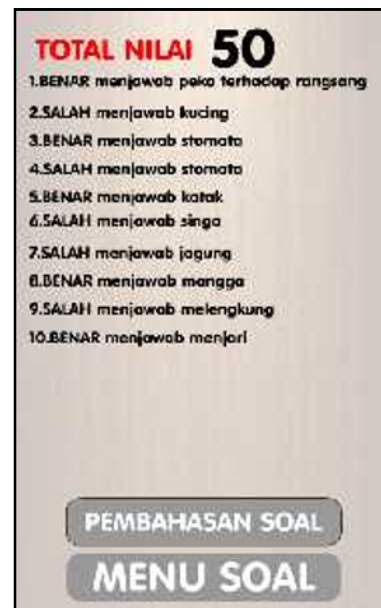 TOTAL NILAI 50
1.BENAR menjawab peka terhadap rangsang
2.SALAH menjawab kucing
3.BENAR menjawab stomata
4.SALAH menjawab stomata
5.BENAR menjawab katak
6.SALAH menjawab singa
7.SALAH menjawab jagung
8.BENAR menjawab mangga
9.SALAH menjawab melengkung
10.BENAR menjawab menjari
PEMBAHASAN SOAL
MENU SOAL